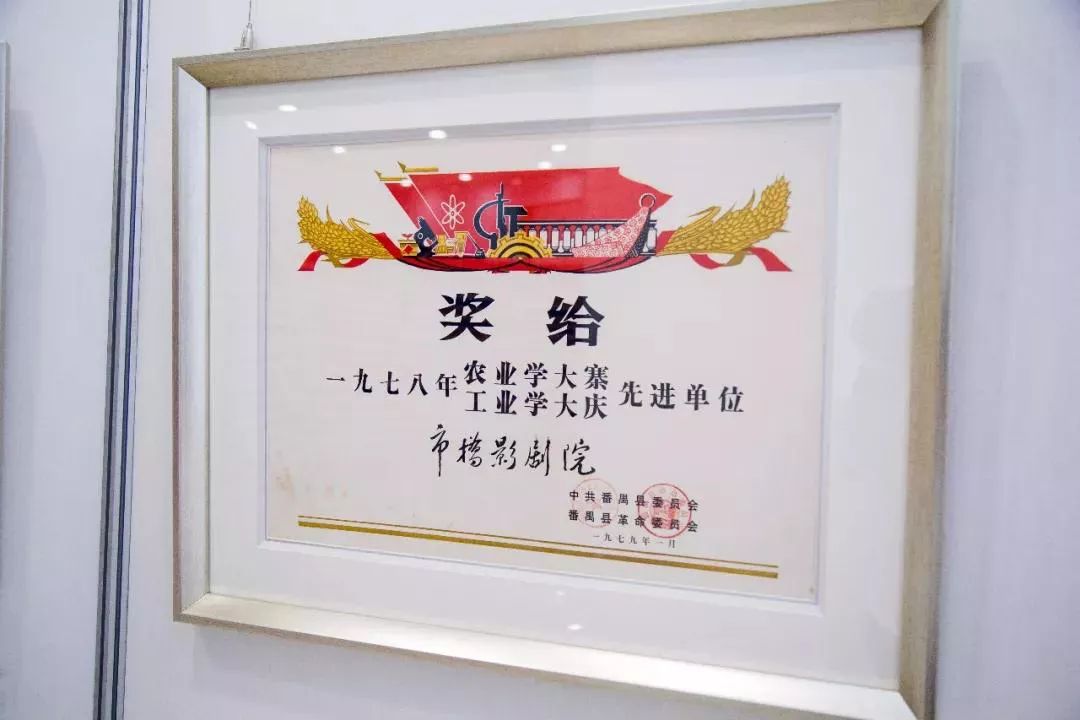 奖给
一九七八年农业学大寨
工业学大庆先进单位
市橋影剧院
中共番禺县委员会
番禺县革命委员会
一九七九年一月